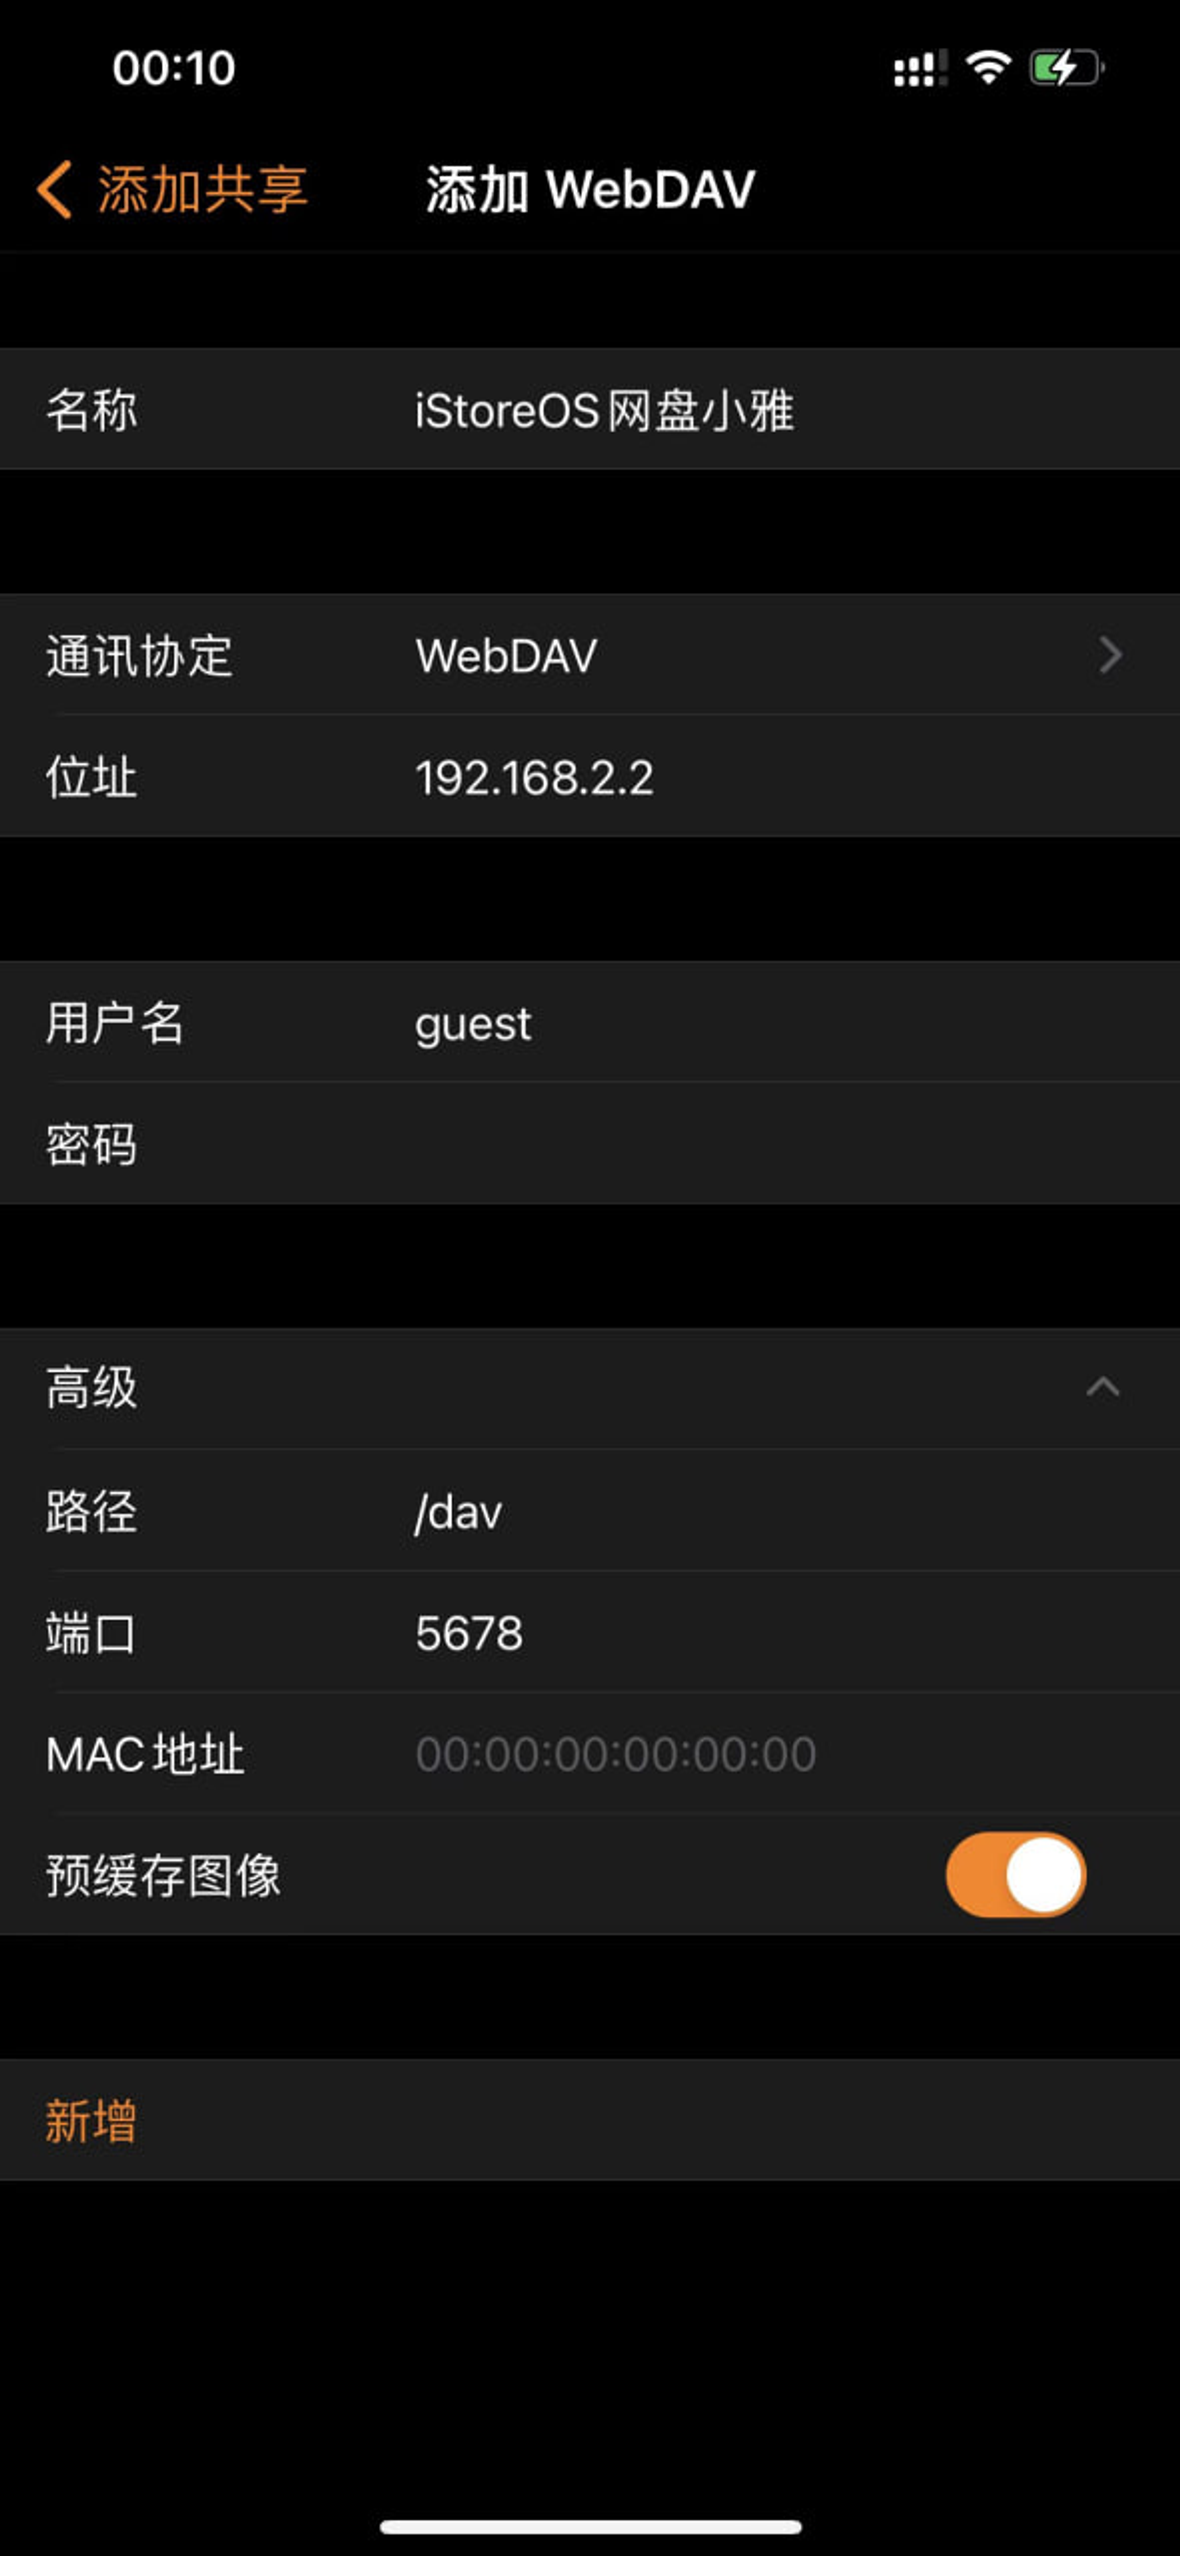 00:10
添加共享
添加 WebDAV
名称 iStoreOS网盘小雅
通讯协定 WebDAV
位址 192.168.2.2
用户名 guest
密码
高级
路径 /dav
端口 5678
MAC地址 00:00:00:00:00:00
预缓存图像
新增